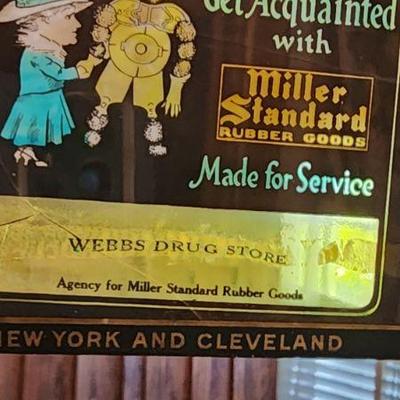 Get Acquainted
with
Miller
Standard
RUBBER GOODS
Made for Service
WEBBS DRUG STORE
Agency for Miller Standard Rubber Goods
NEW YORK AND CLEVELAND